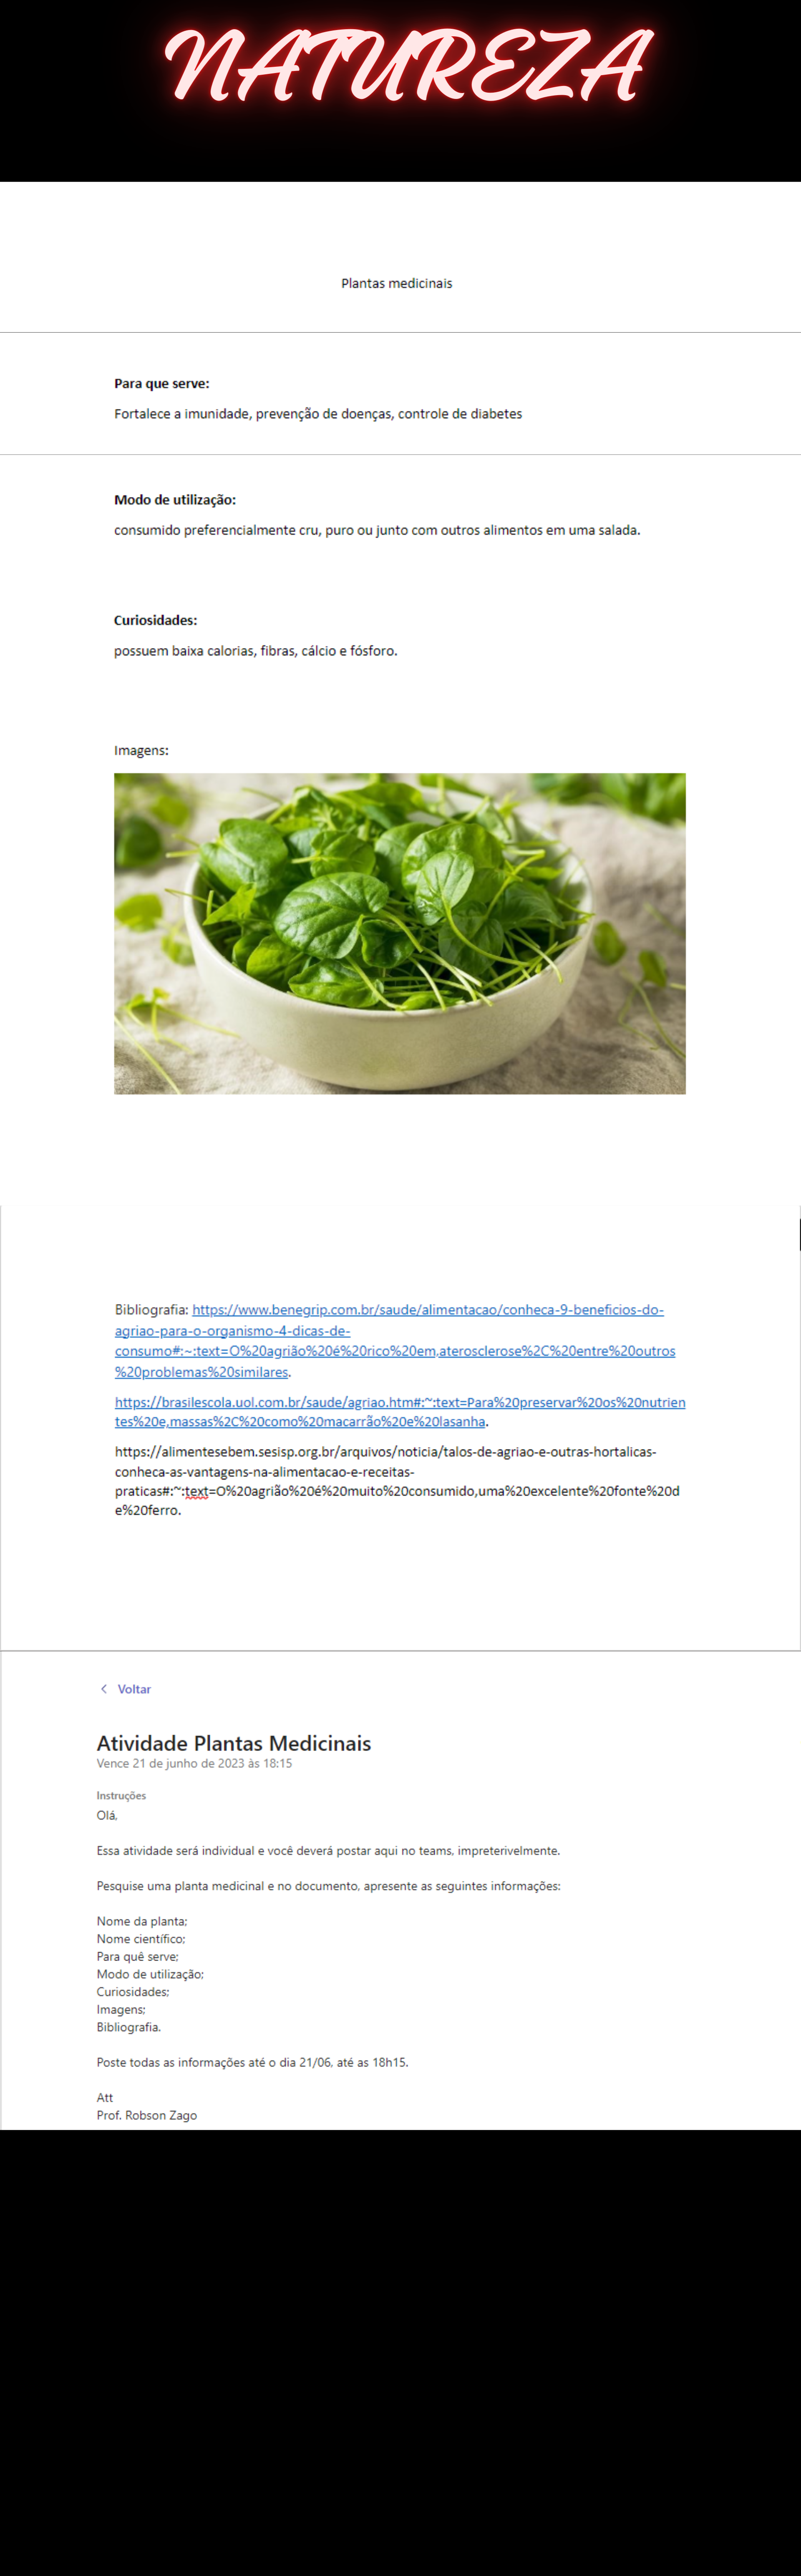 NATUREZA
Plantas medicinais
Para que serve:
Fortalece a imunidade, prevenção de doenças, controle de diabetes
Modo de utilização:
consumido preferencialmente cru, puro ou junto com outros alimentos em uma salada.
Curiosidades:
possuem baixa calorias, fibras, cálcio e fósforo.
Imagens:
Bibliografia: https://www.benegrip.com.br/saude/alimentacao/conheca-9-beneficios-do-
agriao-para-o-organismo-4-dicas-de-
consumo#:~:text=O%20agrião%20é%20rico%20em,aterosclerose%2C%20entre%20outros
%20problemas%20similares.
https://brasilescola.uol.com.br/saude/agriao.htm#:~:text=Para%20preservar%20os%20nutrien
tes%20e,massas%2C%20como%20macarrão%20e%20lasanha.
https://alimentesebem.sesisp.org.br/arquivos/noticia/talos-de-agriao-e-outras-hortalicas-
conheca-as-vantagens-na-alimentacao-e-receitas-
praticas#:~:text=O%20agrião%20é%20muito%20consumido,uma%20excelente%20fonte%20d
e%20ferro.
Voltar
Atividade Plantas Medicinais
Vence 21 de junho de 2023 às 18:15
Instruções
Olá,
Essa atividade será individual e você deverá postar aqui no teams, impreterivelmente.
Pesquise uma planta medicinal e no documento, apresente as seguintes informações:
Nome da planta;
Nome científico;
Para quê serve;
Modo de utilização;
Curiosidades;
Imagens;
Bibliografia.
Poste todas as informações até o dia 21/06, até as 18h15.
Att
Prof. Robson Zago